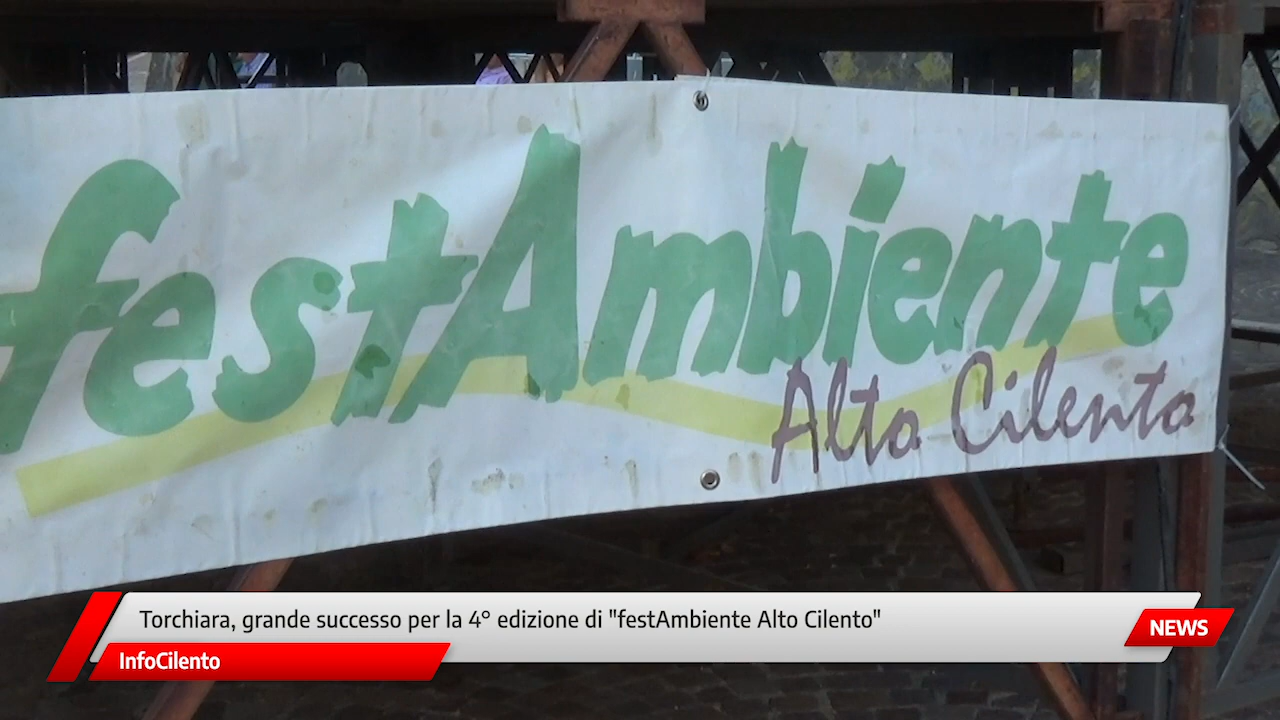 festAmbiente
Alto Cilento
Torchiara, grande successo per la 4° edizione di "festAmbiente Alto Cilento"
NEWS
InfoCilento